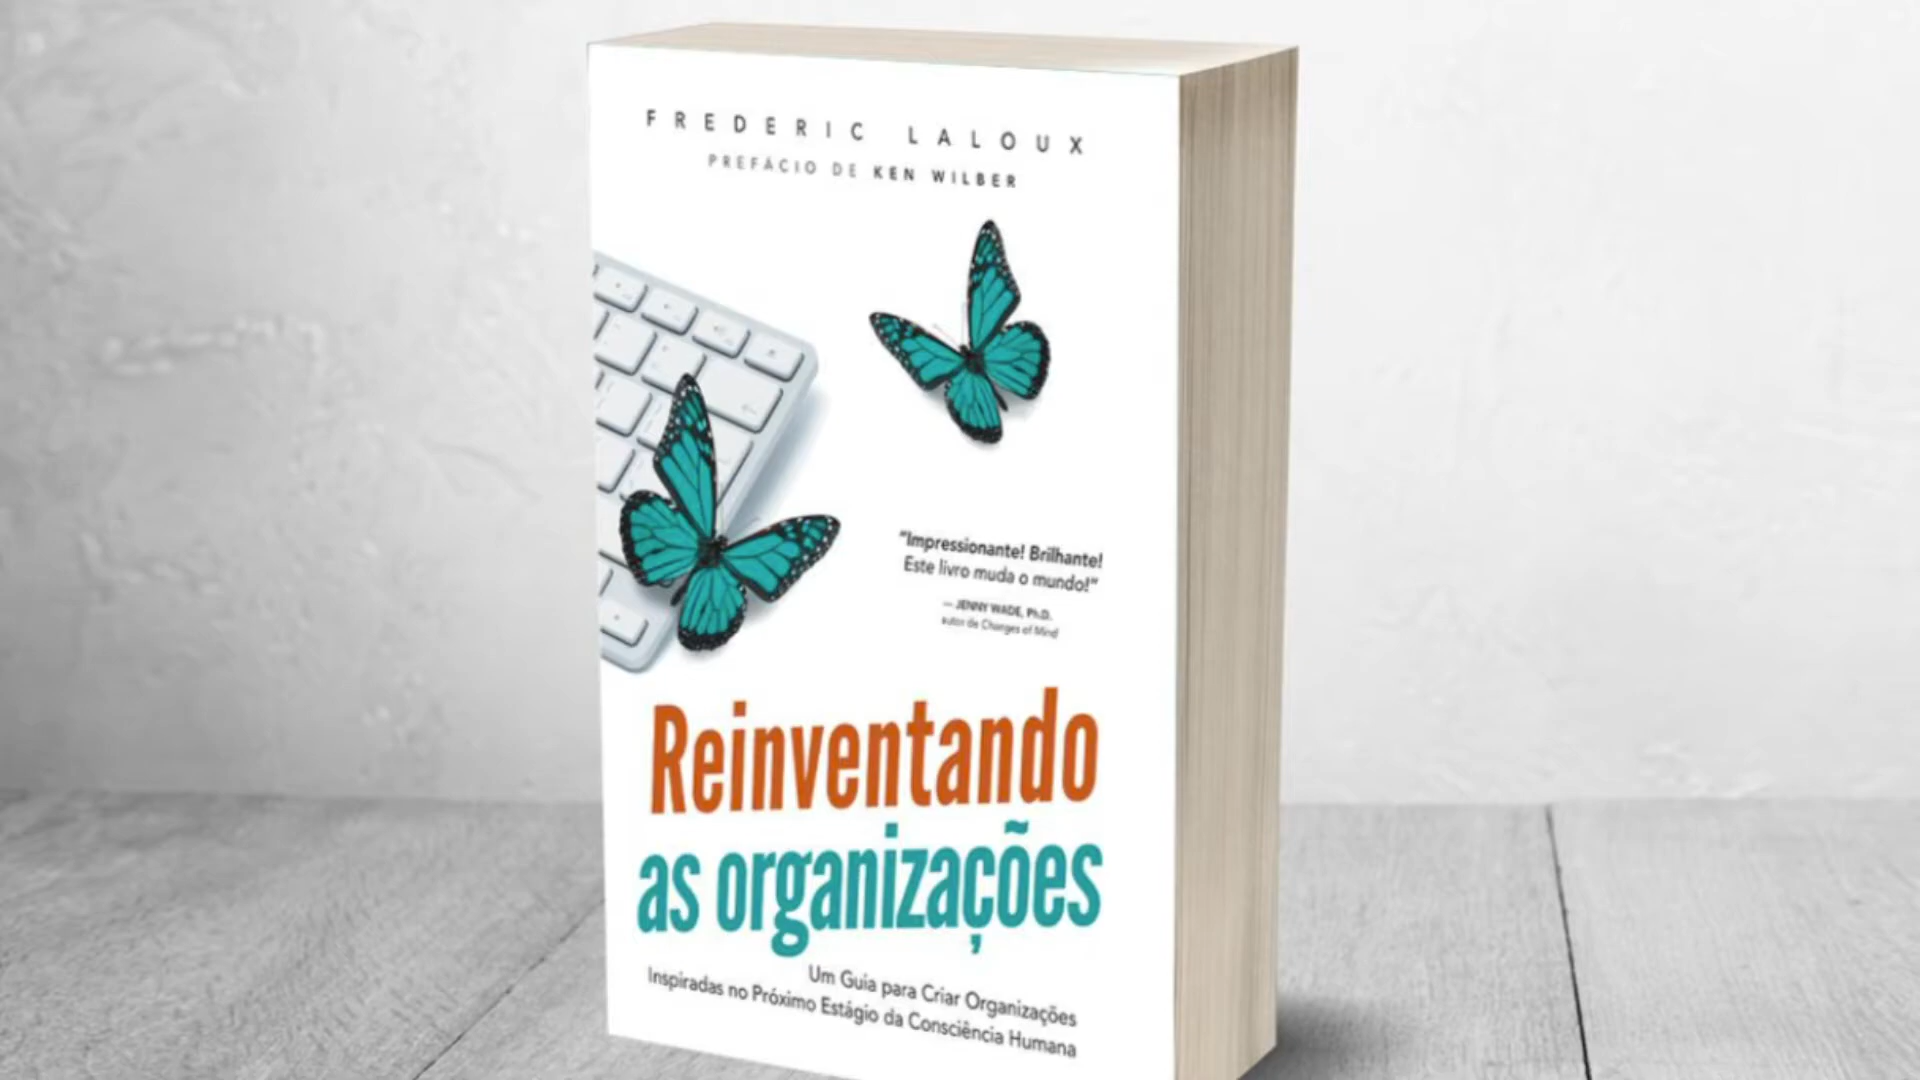 FREDERIC LALOUX
PREFÁCIO DE KEN WILBER
"Impressionante! Brilhante!
Este livro muda o mundo!"
— JENNY WADE, Ph.D.
autor de Changes of Mind
Reinventando
as organizações
Um Guia para Criar Organizações
Inspiradas no Próximo Estágio da Consciência Humana